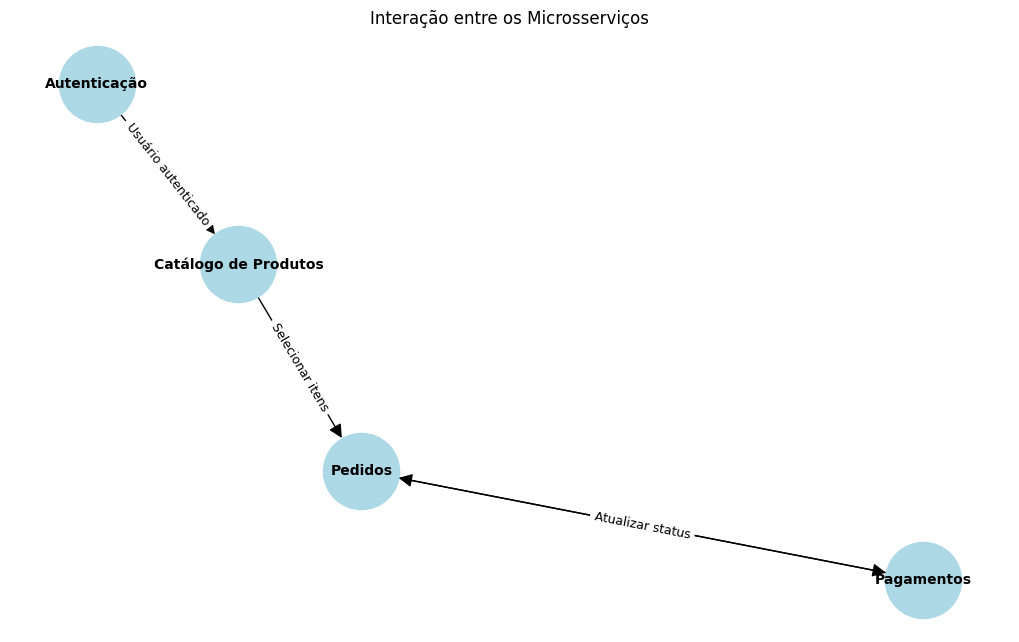 Interação entre os Microsserviços
Autenticação
Usuário autenticado
Catálogo de Produtos
Selecionar itens
Pedidos
Atualizar status
Pagamentos